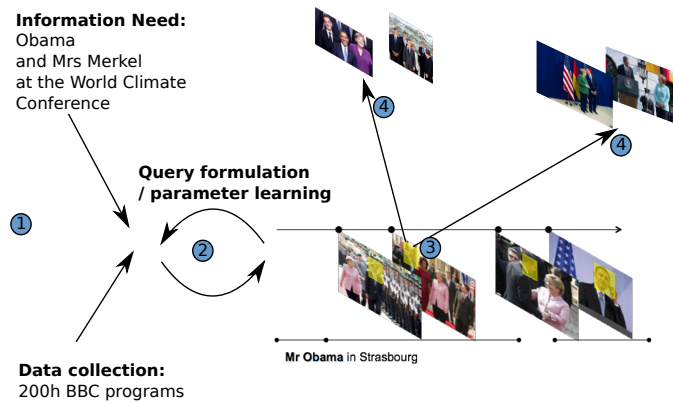 Information Need:
Obama
and Mrs Merkel
at the World Climate
Conference
4
4
Query formulation
/ parameter learning
1
2
3
Mr Obama in Strasbourg
Data collection:
200h BBC programs